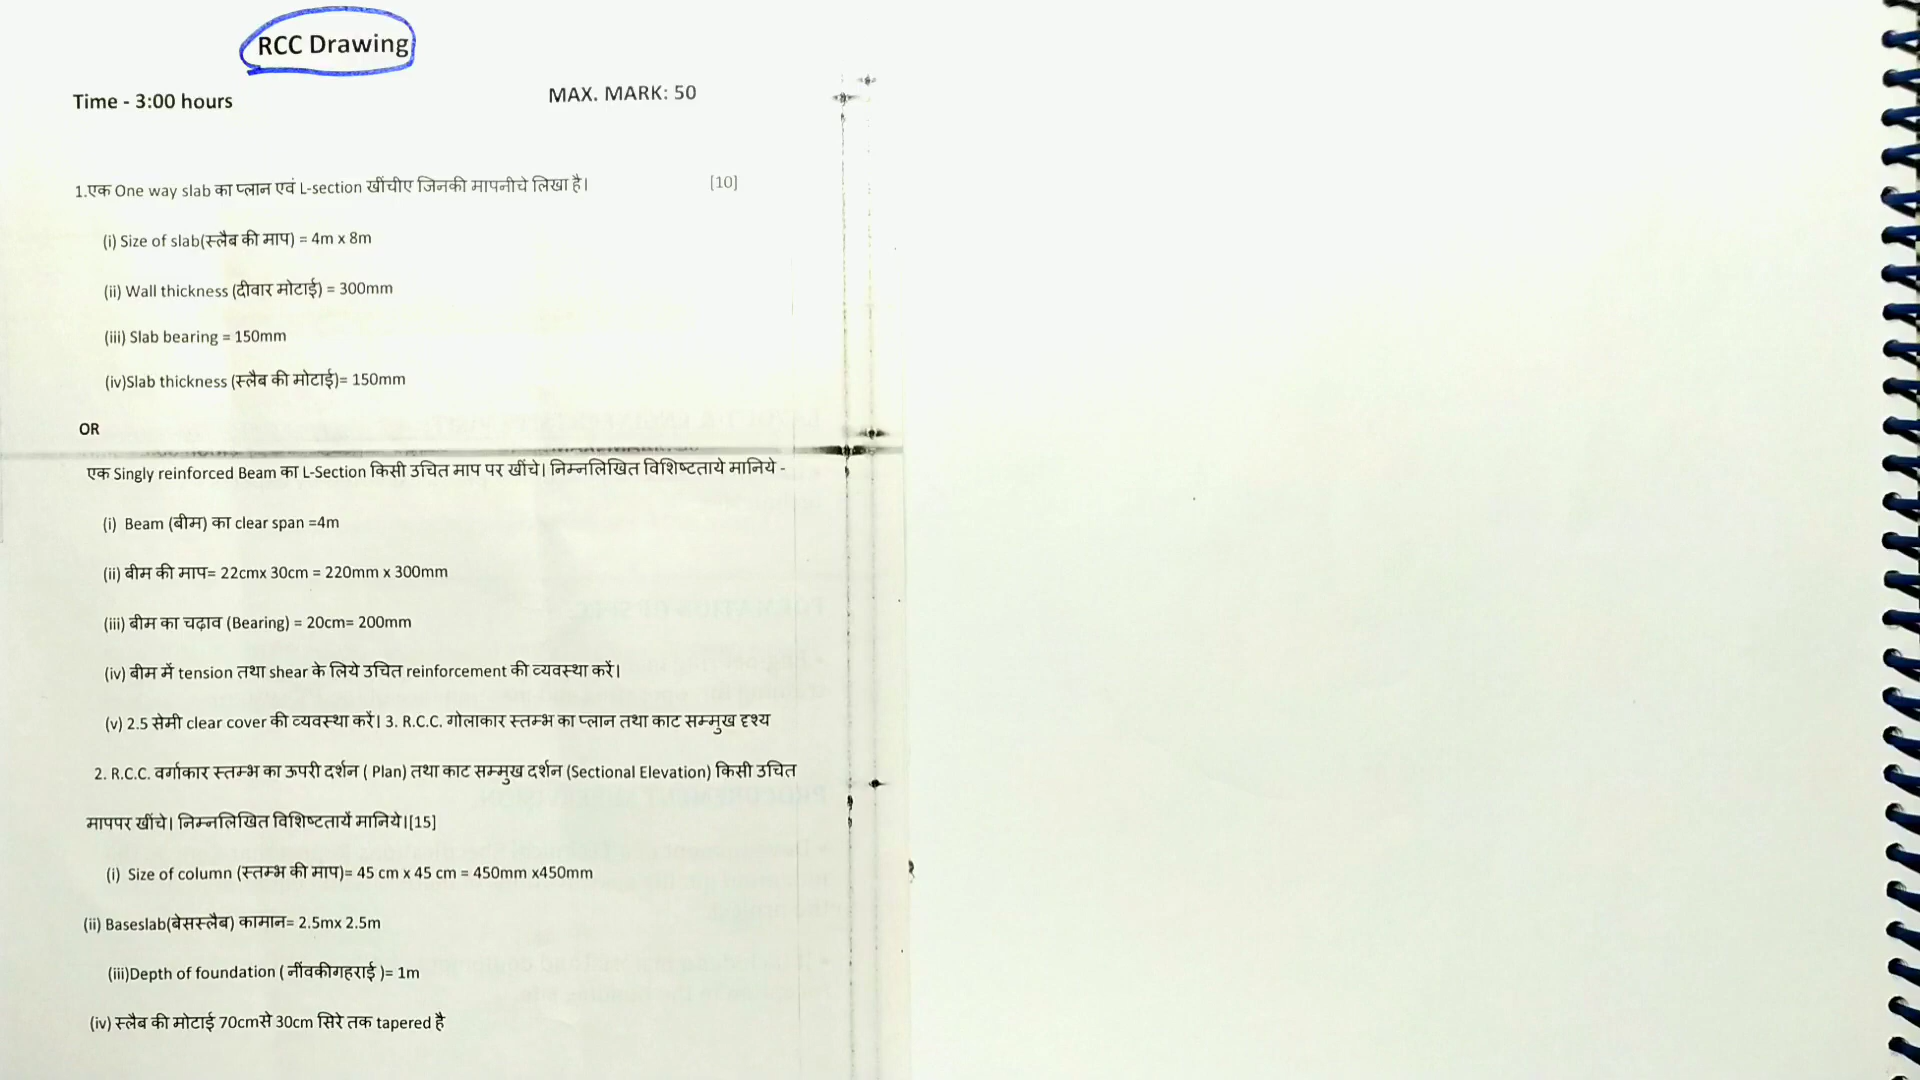 RCC Drawing
Time - 3:00 hours
MAX. MARK: 50
1.एक One way slab का प्लान एवं L-section खींचीए जिनकी मापनीचे लिखा है। [10]
(i) Size of slab(स्लैब की माप) = 4m x 8m
(ii) Wall thickness (दीवार मोटाई) = 300mm
(iii) Slab bearing = 150mm
(iv)Slab thickness (स्लैब की मोटाई)= 150mm
OR
एक Singly reinforced Beam का L-Section किसी उचित माप पर खींचे। निम्नलिखित विशिष्टताये मानिये -
(i) Beam (बीम) का clear span =4m
(ii) बीम की माप= 22cmx 30cm = 220mm x 300mm
(iii) बीम का चढ़ाव (Bearing) = 20cm= 200mm
(iv) बीम में tension तथा shear के लिये उचित reinforcement की व्यवस्था करें।
(v) 2.5 सेमी clear cover की व्यवस्था करें। 3. R.C.C. गोलाकार स्तम्भ का प्लान तथा काट सम्मुख दृश्य
2. R.C.C. वर्गाकार स्तम्भ का ऊपरी दर्शन ( Plan) तथा काट सम्मुख दर्शन (Sectional Elevation) किसी उचित
मापपर खींचे। निम्नलिखित विशिष्टतायें मानिये।[15]
(i) Size of column (स्तम्भ की माप)= 45 cm x 45 cm = 450mm x450mm
(ii) Baseslab(बेसस्लैब) कामान= 2.5mx 2.5m
(iii)Depth of foundation ( नींवकीगहराई )= 1m
(iv) स्लैब की मोटाई 70cmसे 30cm सिरे तक tapered है